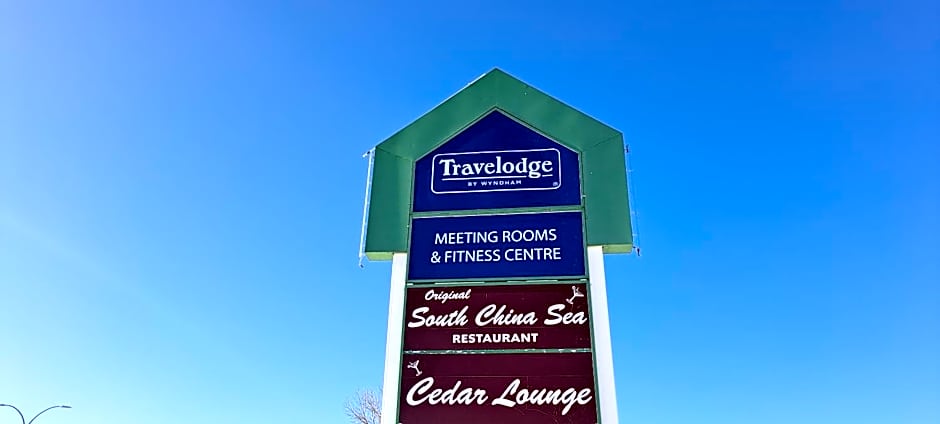 Travelodge
BY WYNDHAM
MEETING ROOMS
& FITNESS CENTRE
Original
South China Sea
RESTAURANT
Cedar Lounge